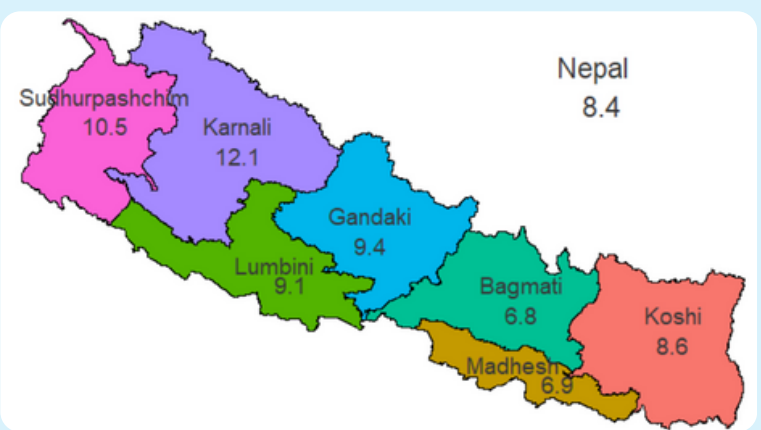 Nepal
8.4
Sudhurpashchim
10.5
Karnali
12.1
Gandaki
9.4
Lumbini
9.1
Bagmati
6.8
Koshi
8.6
Madhesh
6.9